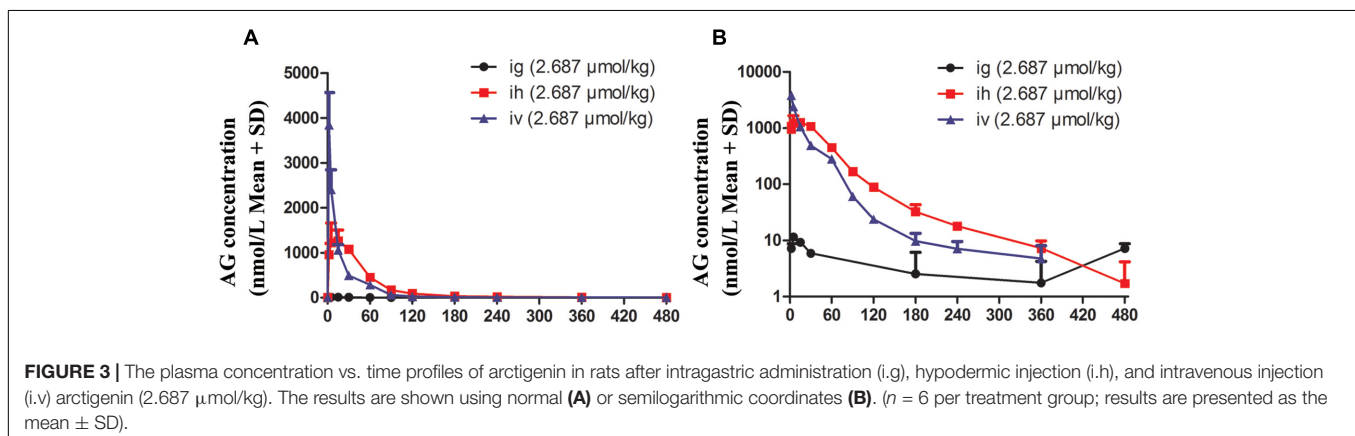 A
AG concentration
(nmol/L Mean + SD)
5000
4000
3000
2000
1000
0
0 60 120 180 240 300 360 420 480
ig (2.687 μmol/kg)
ih (2.687 μmol/kg)
iv (2.687 μmol/kg)
B
AG concentration
(nmol/L Mean + SD)
10000
1000
100
10
1
0 60 120 180 240 300 360 420 480
ig (2.687 μmol/kg)
ih (2.687 μmol/kg)
iv (2.687 μmol/kg)
FIGURE 3 | The plasma concentration vs. time profiles of arctigenin in rats after intragastric administration (i.g), hypodermic injection (i.h), and intravenous injection
(i.v) arctigenin (2.687 μmol/kg). The results are shown using normal (A) or semilogarithmic coordinates (B). (n = 6 per treatment group; results are presented as the
mean ± SD).